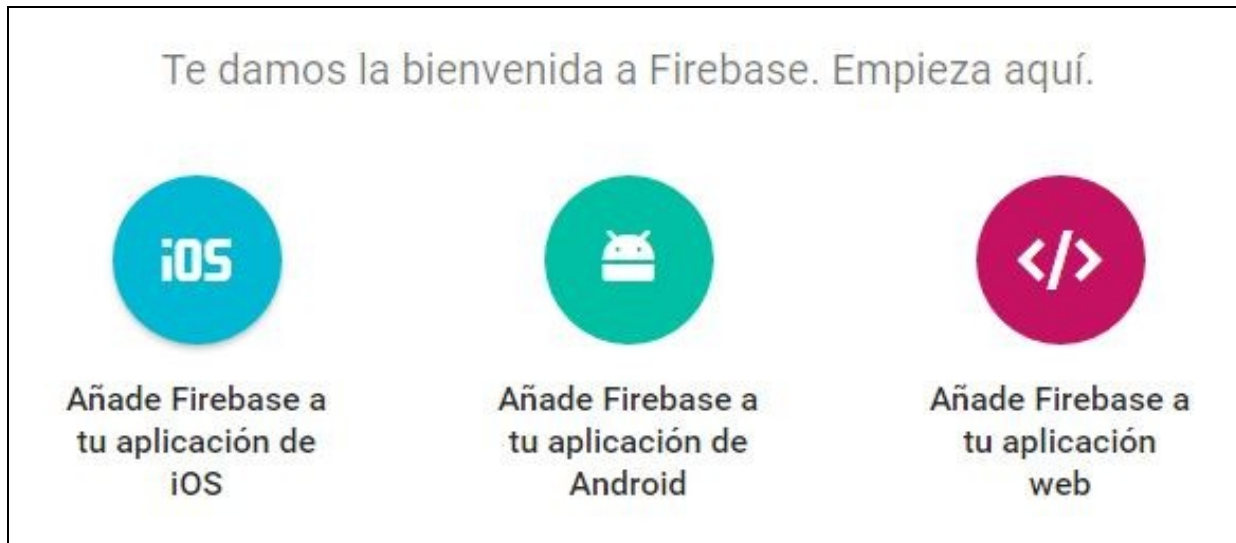 Te damos la bienvenida a Firebase. Empieza aquí.
iOS
</>
Añade Firebase a
tu aplicación de
iOS
Añade Firebase a
tu aplicación de
Android
Añade Firebase a
tu aplicación
web